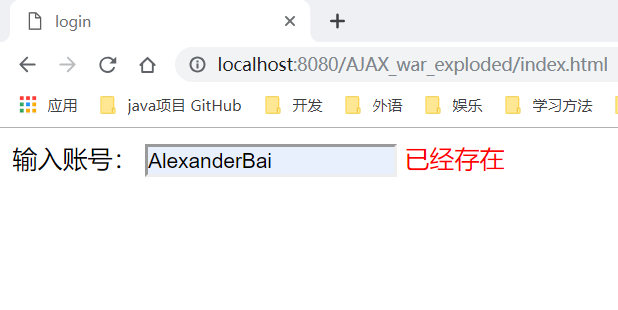 login
localhost:8080/AJAX_war_exploded/index.html
应用 java项目 GitHub 开发 外语 娱乐 学习方法
输入账号： AlexanderBai 已经存在